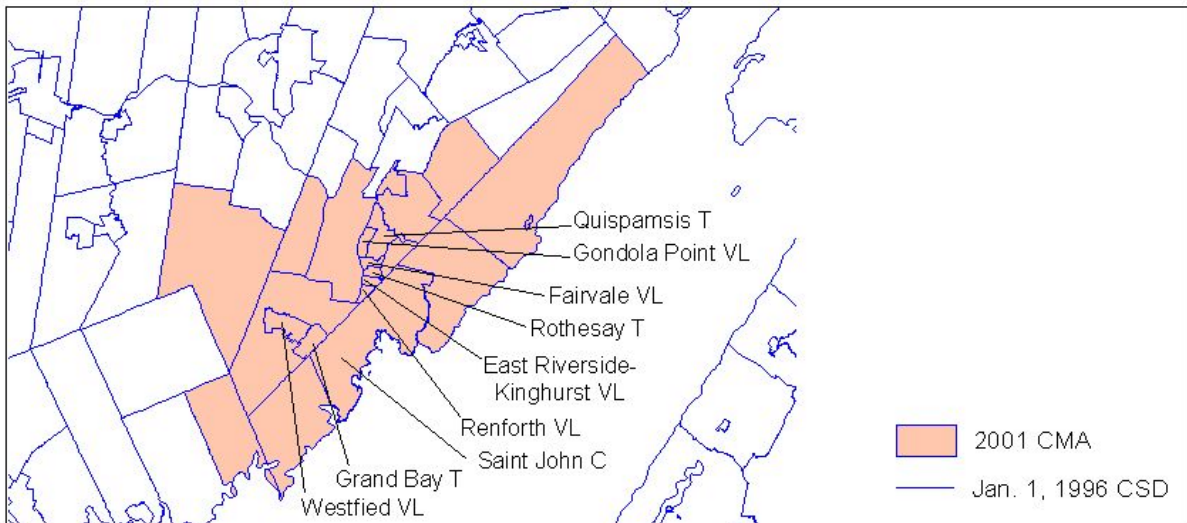 Quispamsis T
Gondola Point VL
Fairvale VL
Rothesay T
East Riverside-
Kinghurst VL
Renforth VL
Saint John C
Grand Bay T
Westfied VL
2001 CMA
Jan. 1, 1996 CSD